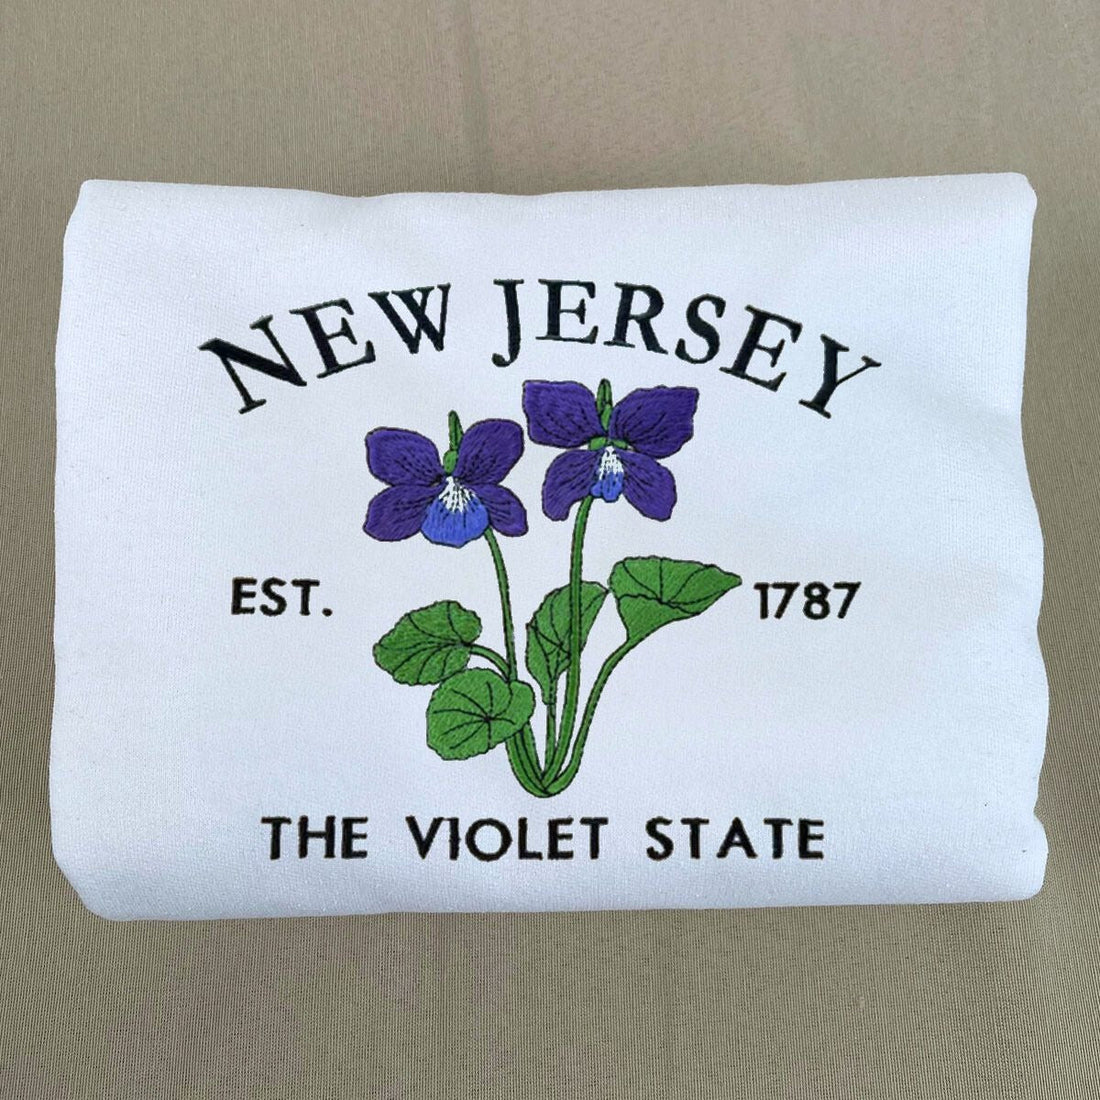 NEW JERSEY
EST. 1787
THE VIOLET STATE